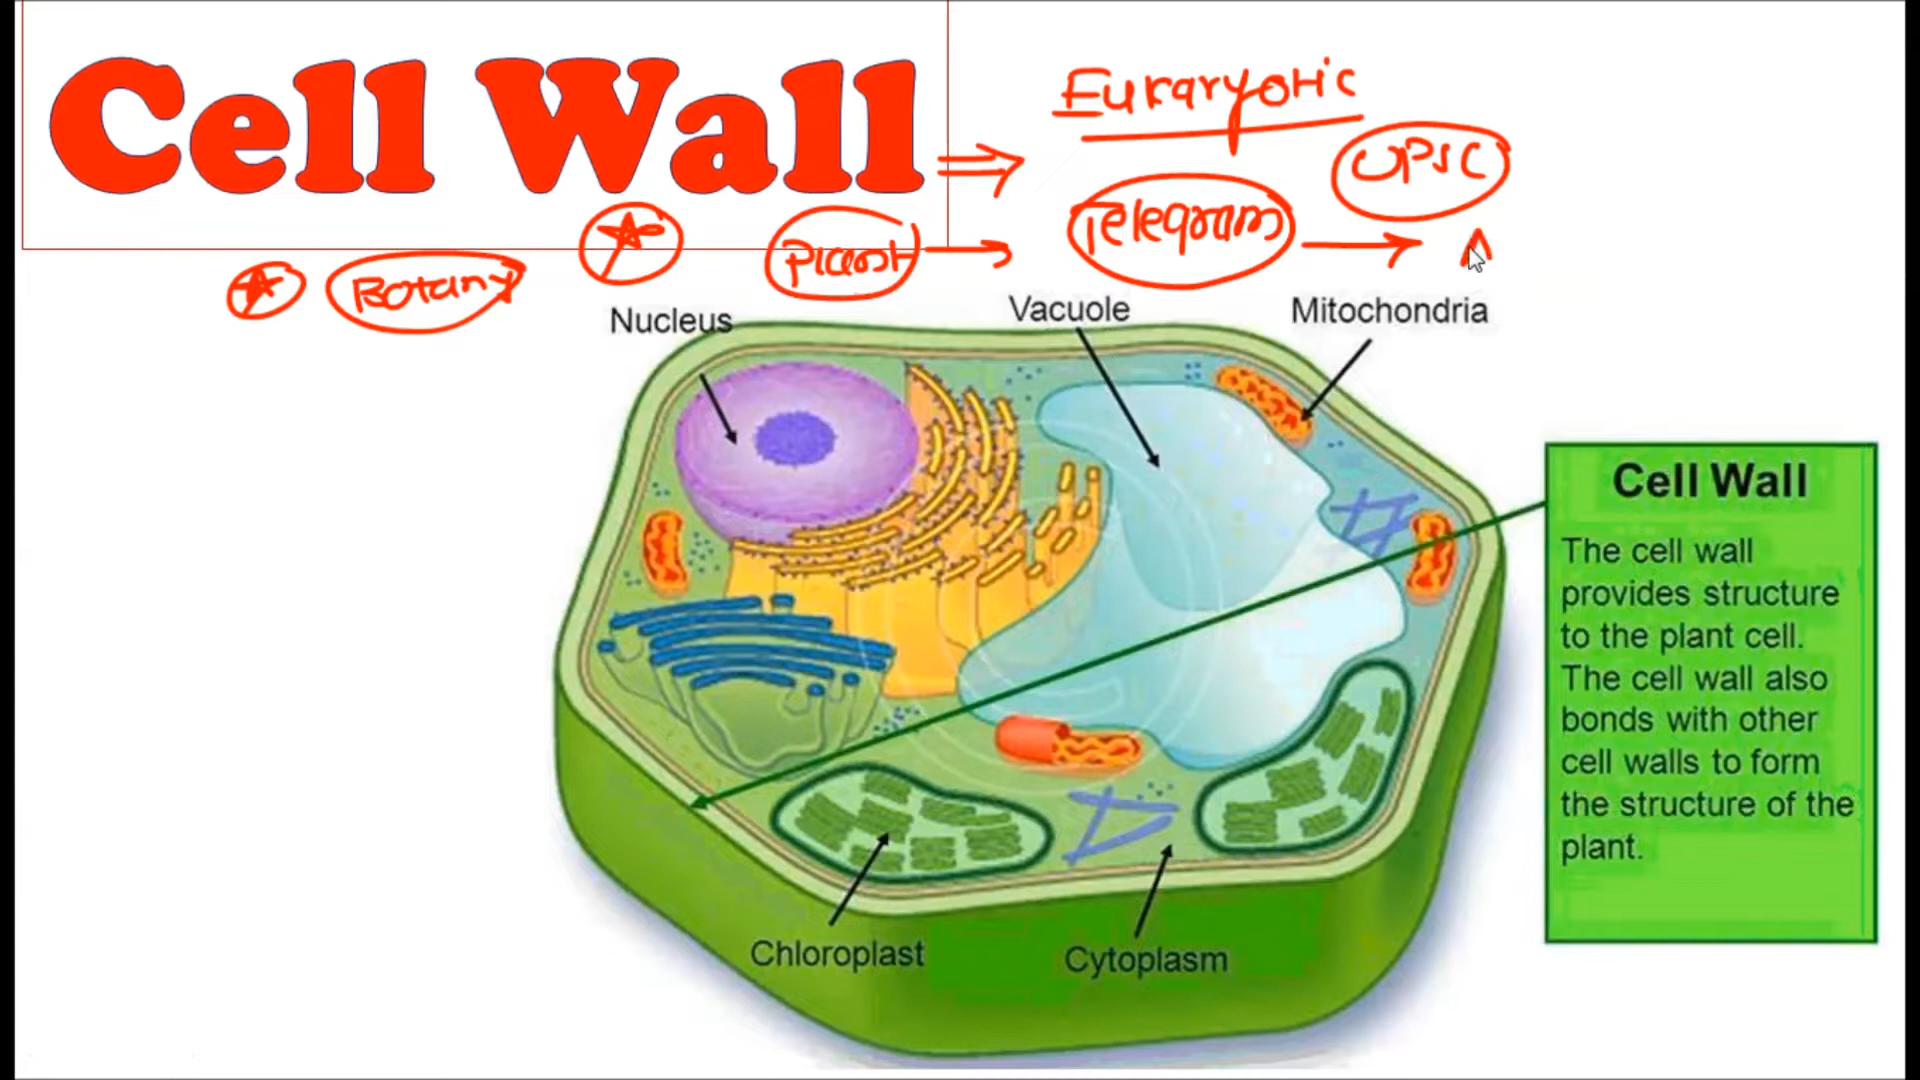 Cell Wall
Eukaryotic
UPSC
Telegram
Plant
Botany
Nucleus
Vacuole
Mitochondria
Cell Wall
The cell wall
provides structure
to the plant cell.
The cell wall also
bonds with other
cell walls to form
the structure of the
plant.
Chloroplast
Cytoplasm